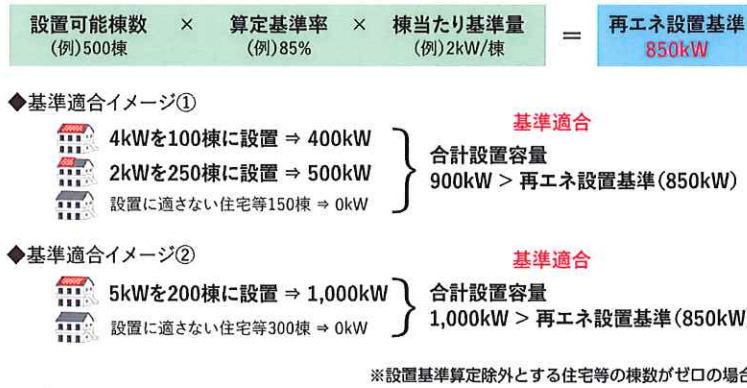 設置可能棟数 × 算定基準率 × 棟当たり基準量 = 再エネ設置基準
(例)500棟 (例)85% (例)2kW/棟 850kW
◆基準適合イメージ①
基準適合
4kWを100棟に設置 ⇒ 400kW
2kWを250棟に設置 ⇒ 500kW
設置に適さない住宅等150棟 ⇒ 0kW
合計設置容量
900kW > 再エネ設置基準(850kW)
◆基準適合イメージ②
基準適合
5kWを200棟に設置 ⇒ 1,000kW
設置に適さない住宅等300棟 ⇒ 0kW
合計設置容量
1,000kW > 再エネ設置基準(850kW)
※設置基準算定除外とする住宅等の棟数がゼロの場合